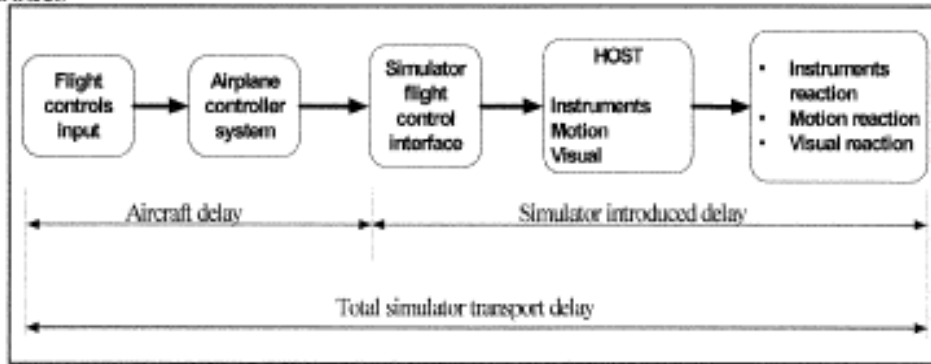 Flight
controls
input
Airplane
controller
system
Simulator
flight
control
interface
HOST
Instruments
Motion
Visual
• Instruments
reaction
• Motion reaction
• Visual reaction
Aircraft delay
Simulator introduced delay
Total simulator transport delay